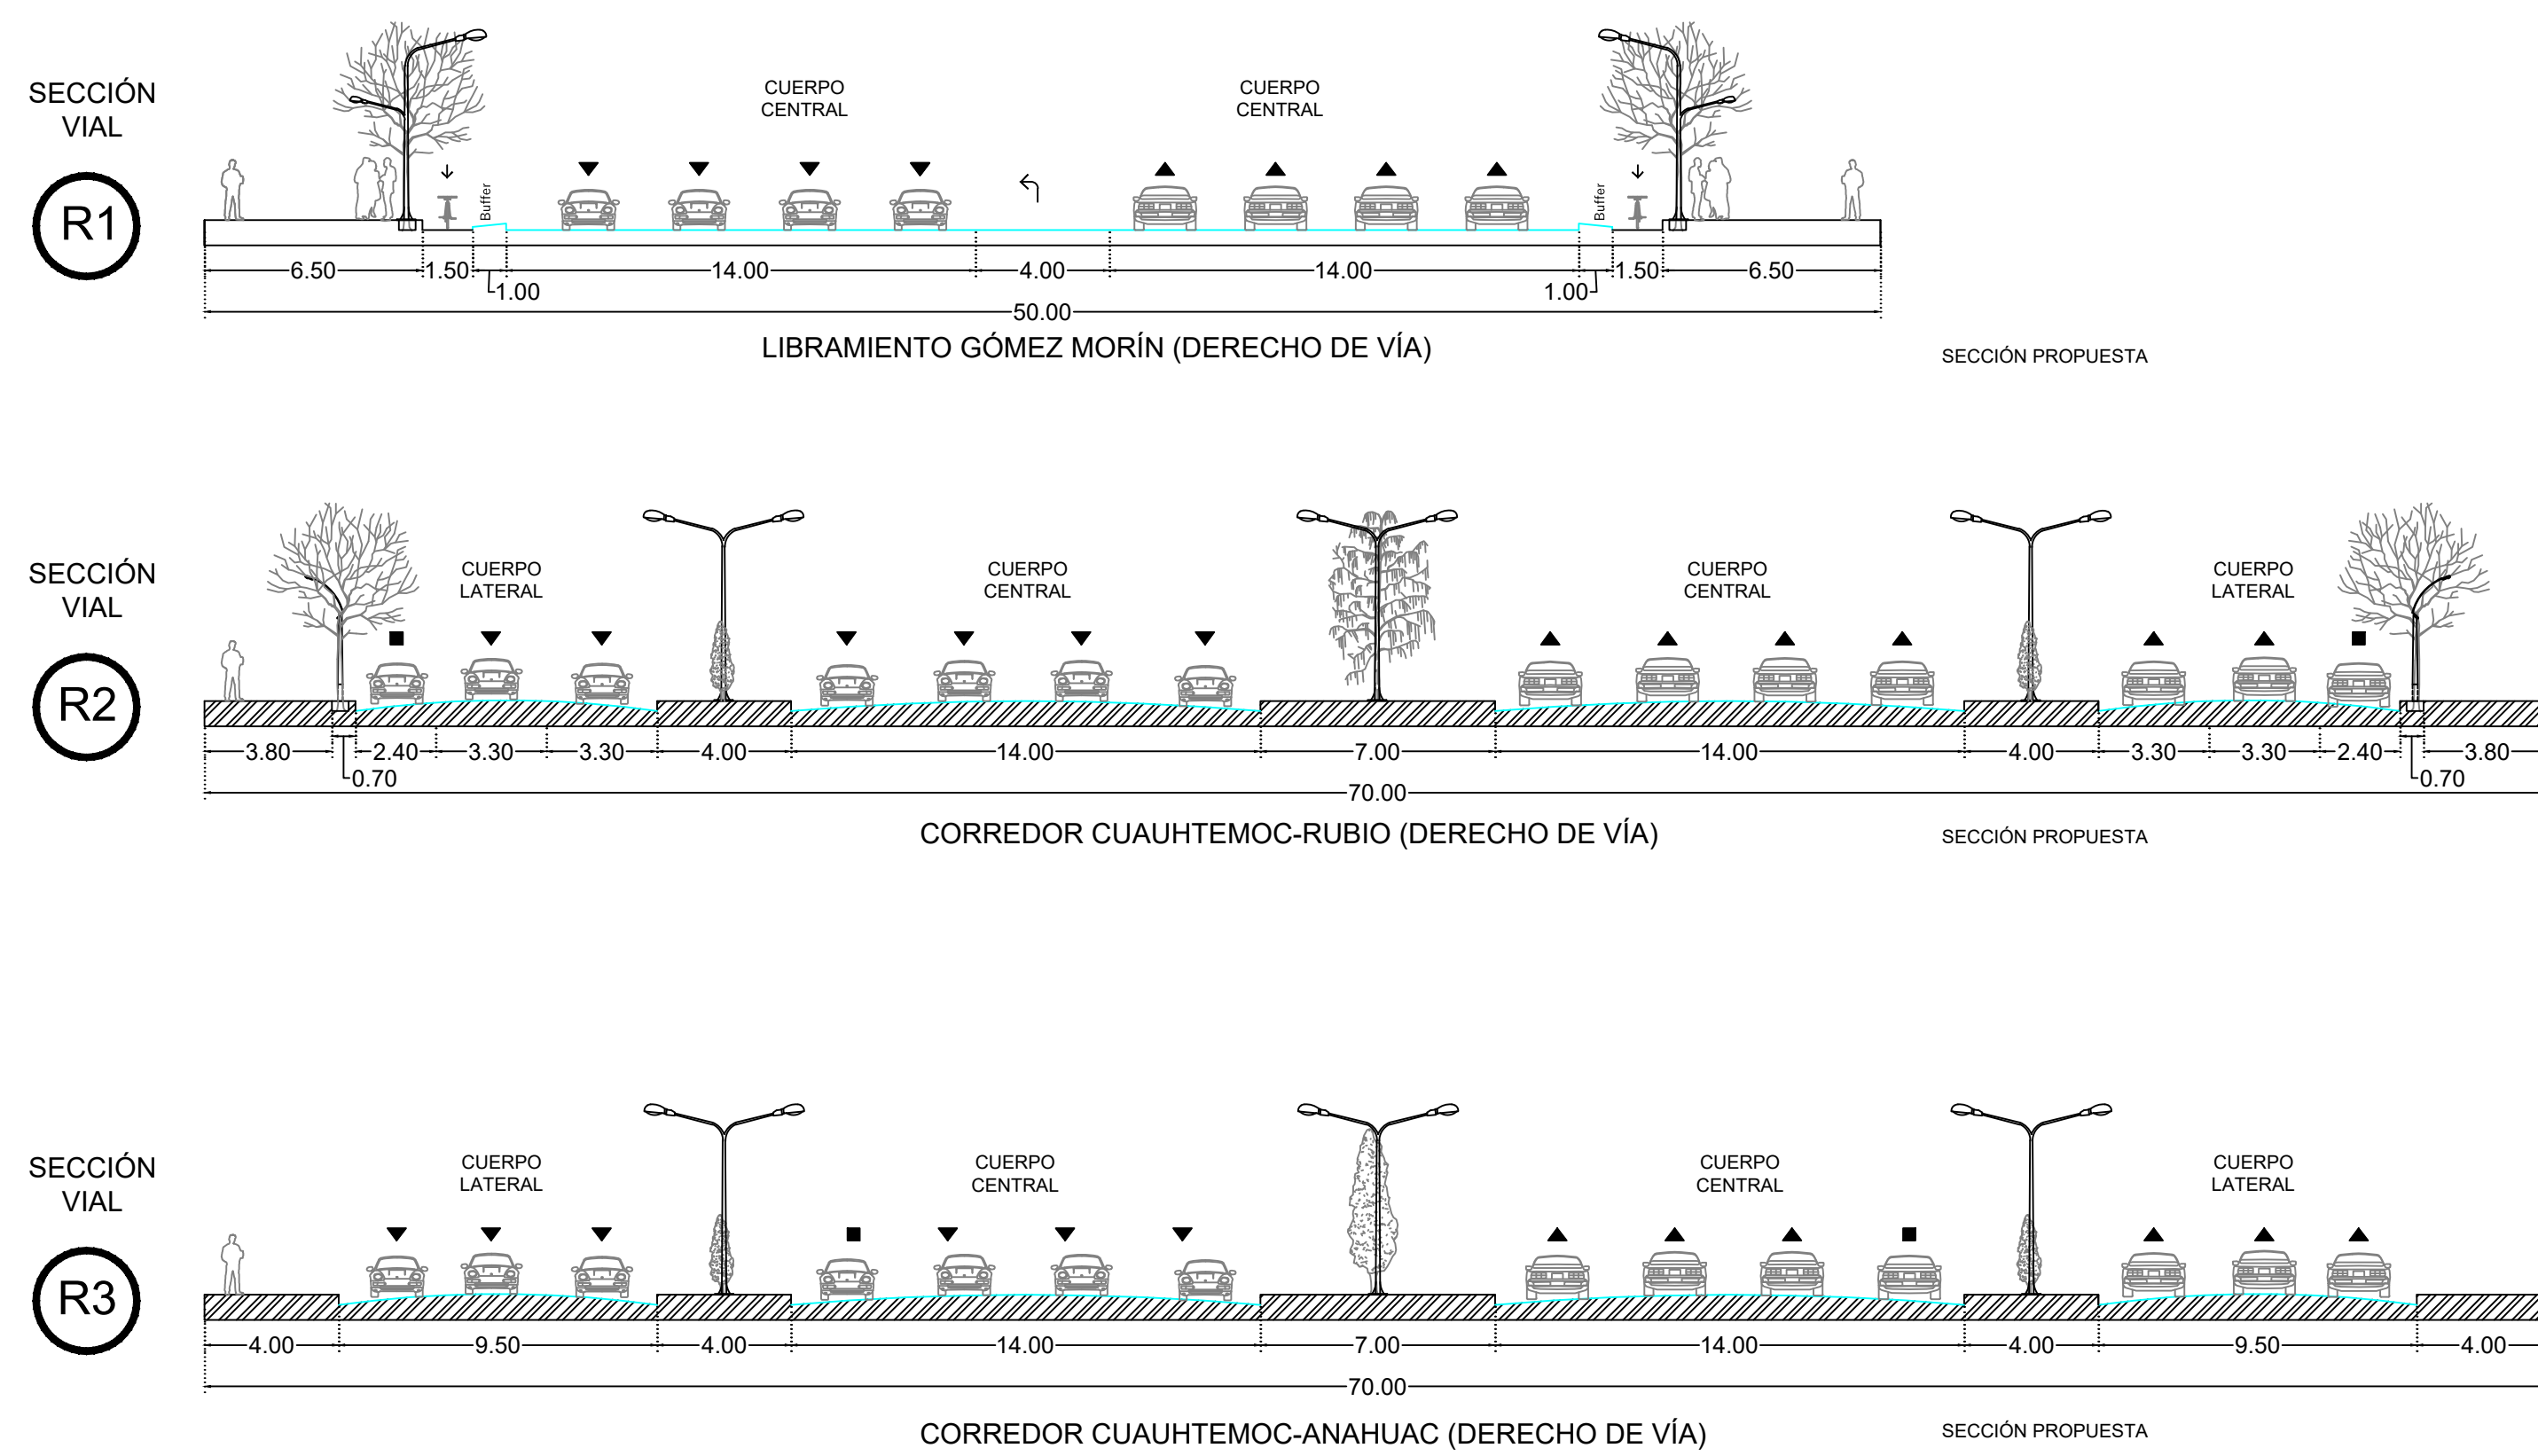 SECCIÓN
VIAL
R1
CUERPO
CENTRAL
CUERPO
CENTRAL
Buffer
Buffer
6.50
1.50
1.00
14.00
4.00
14.00
1.00
1.50
6.50
50.00
LIBRAMIENTO GÓMEZ MORÍN (DERECHO DE VÍA)
SECCIÓN PROPUESTA
SECCIÓN
VIAL
R2
CUERPO
LATERAL
CUERPO
CENTRAL
CUERPO
CENTRAL
CUERPO
LATERAL
3.80
0.70
2.40
3.30
3.30
4.00
14.00
7.00
14.00
4.00
3.30
3.30
2.40
0.70
3.80
70.00
CORREDOR CUAUHTEMOC-RUBIO (DERECHO DE VÍA)
SECCIÓN PROPUESTA
SECCIÓN
VIAL
R3
CUERPO
LATERAL
CUERPO
CENTRAL
CUERPO
CENTRAL
CUERPO
LATERAL
4.00
9.50
4.00
14.00
7.00
14.00
4.00
9.50
4.00
70.00
CORREDOR CUAUHTEMOC-ANAHUAC (DERECHO DE VÍA)
SECCIÓN PROPUESTA